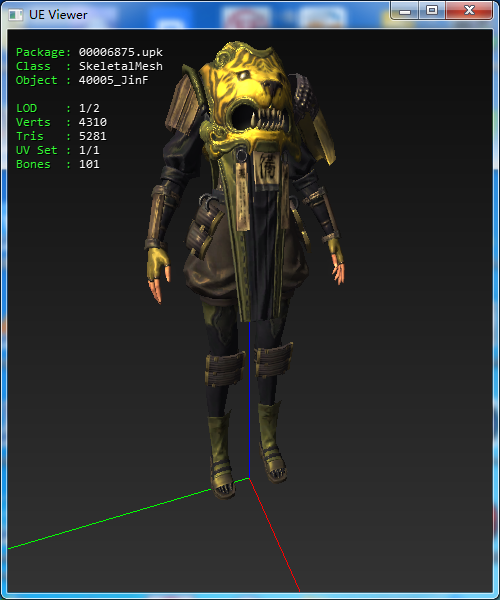 UE Viewer
Package: 00006875.upk
Class  : SkeletalMesh
Object : 40005_JinF
LOD    : 1/2
Verts  : 4310
Tris   : 5281
UV Set : 1/1
Bones  : 101